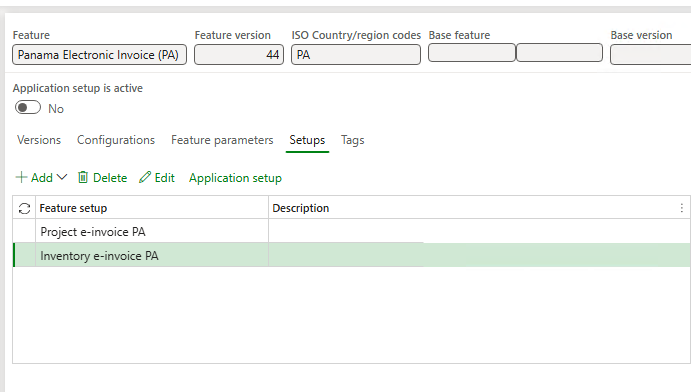 Feature Feature version ISO Country/region codes Base feature Base version
Panama Electronic Invoice (PA) 44 PA
Application setup is active
No
Versions Configurations Feature parameters Setups Tags
Add Delete Edit Application setup
Feature setup Description
Project e-invoice PA
Inventory e-invoice PA